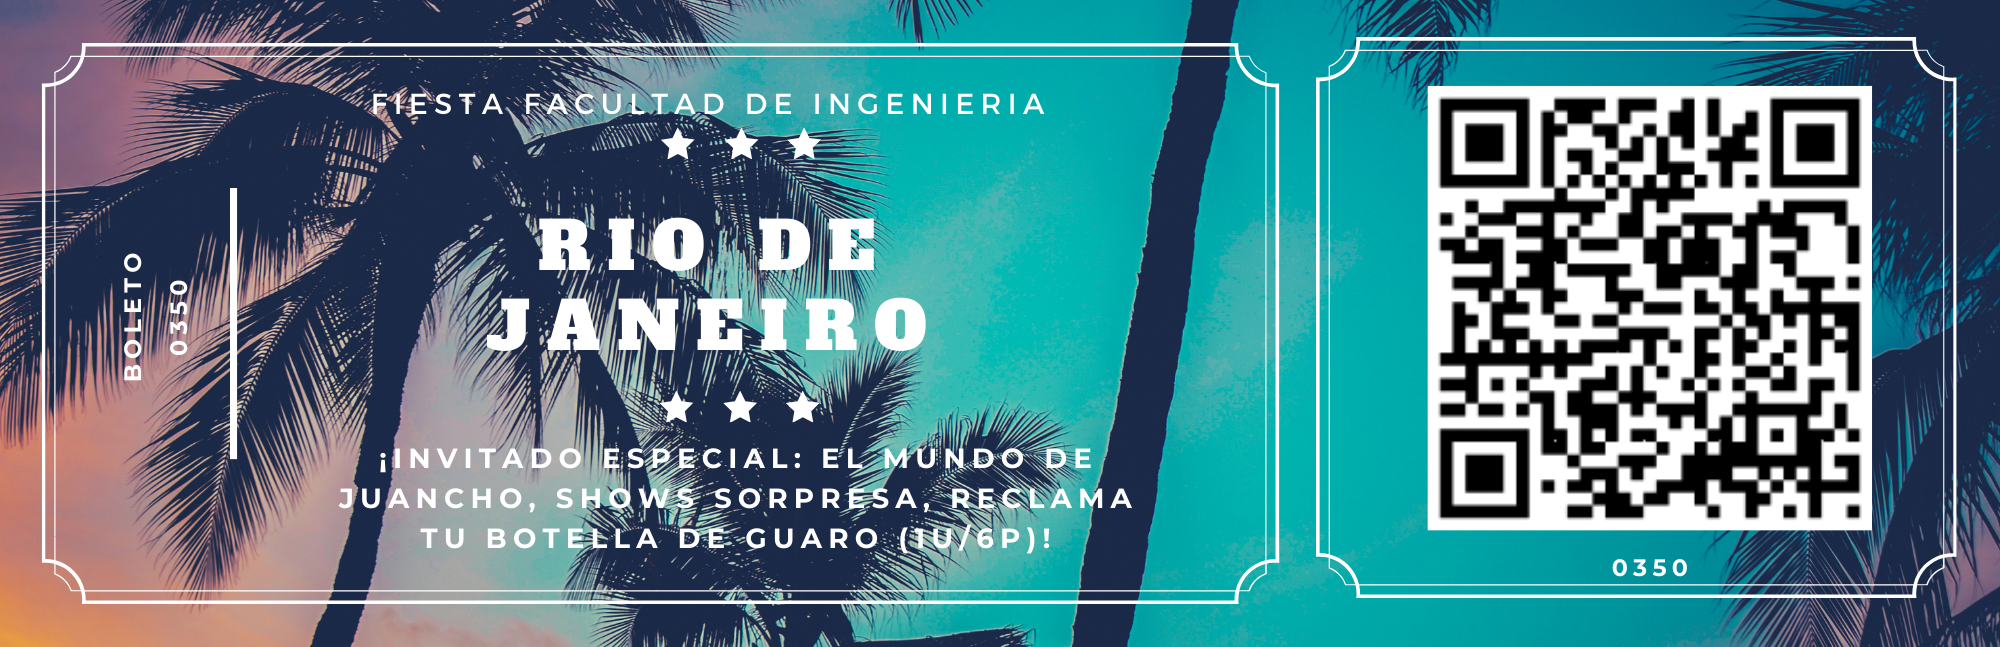 FIESTA FACULTAD DE INGENIERIA
RIO DE
JANEIRO
¡INVITADO ESPECIAL: EL MUNDO DE
JUANCHO, SHOWS SORPRESA, RECLAMA
TU BOTELLA DE GUARO (1U/6P)!
BOLETO
0350
0350